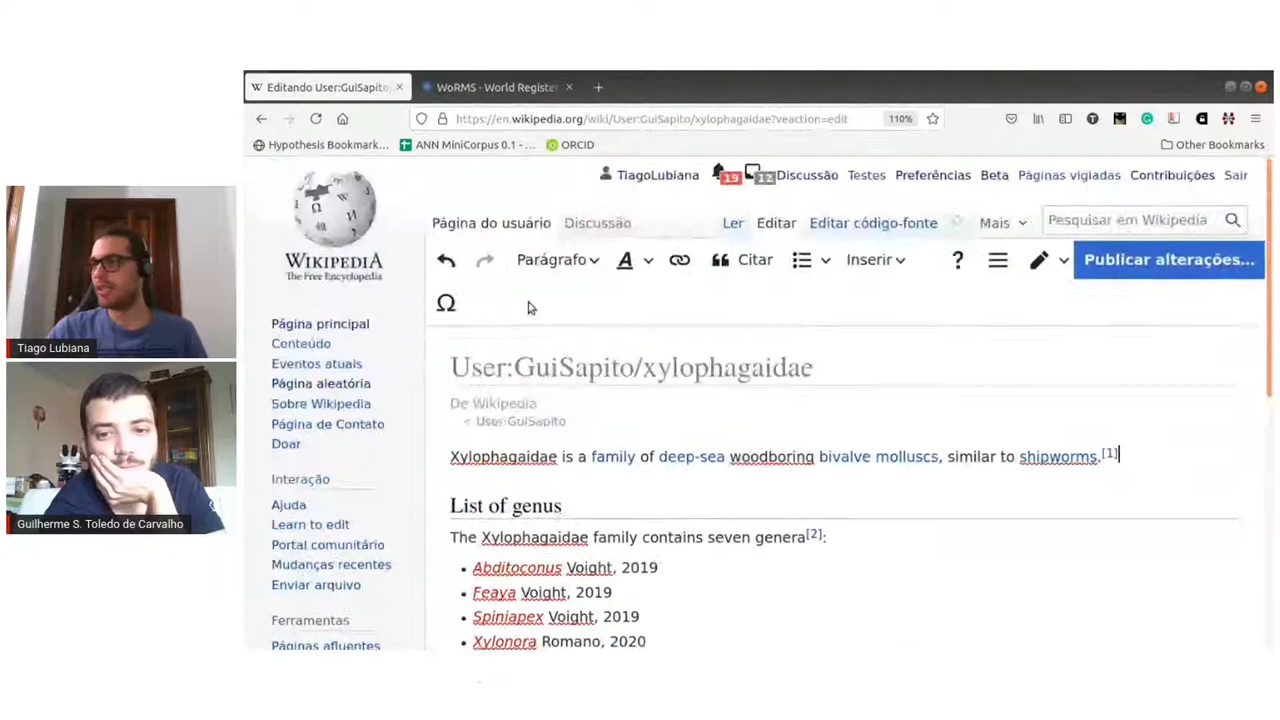 Editando User:GuiSapito/
WoRMS - World Register
https://en.wikipedia.org/wiki/User:GuiSapito/xylophagaidae?veaction=edit
110%
Hypothesis Bookmark…
ANN MiniCorpus 0.1 - …
ORCID
Other Bookmarks
TiagoLubiana
19
12
Discussão
Testes
Preferências
Beta
Páginas vigiadas
Contribuições
Sair
Página do usuário
Discussão
Ler
Editar
Editar código-fonte
Mais
Pesquisar em Wikipedia
WIKIPEDIA
The Free Encyclopedia
Parágrafo
A
Citar
Inserir
?
Publicar alterações…
Ω
Página principal
Conteúdo
Eventos atuais
Página aleatória
Sobre Wikipedia
Página de Contato
Doar
Interação
Ajuda
Learn to edit
Portal comunitário
Mudanças recentes
Enviar arquivo
Ferramentas
Páginas afluentes
User:GuiSapito/xylophagaidae
De Wikipedia
< User:GuiSapito
Xylophagaidae is a family of deep-sea woodboring bivalve molluscs, similar to shipworms.[1]
List of genus
The Xylophagaidae family contains seven genera[2]:
• Abditoconus Voight, 2019
• Feaya Voight, 2019
• Spiniapex Voight, 2019
• Xylonora Romano, 2020
Tiago Lubiana
Guilherme S. Toledo de Carvalho